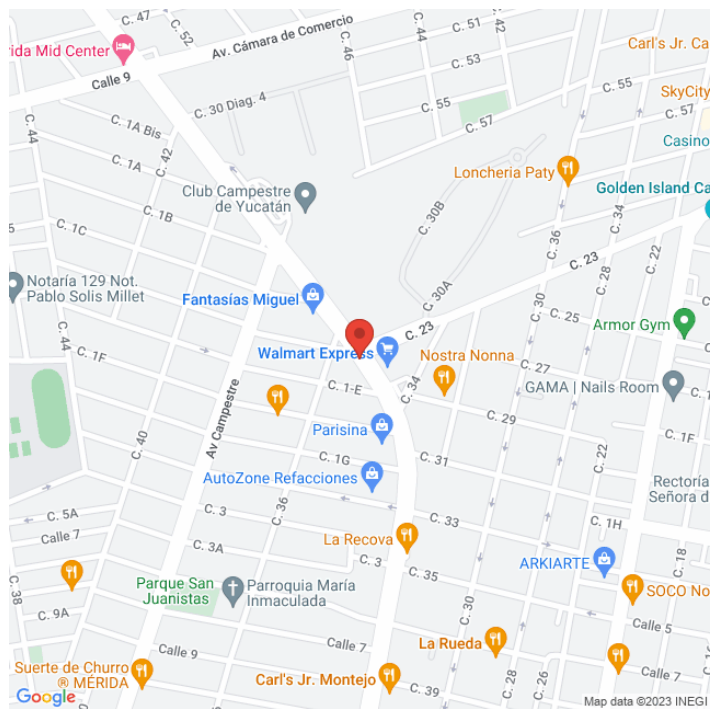 C. 47
C. 52
C. 51
C. 46
Av. Cámara de Comercio
Carl's Jr. Ca
rida Mid Center
C. 53
Calle 9
C. 55
C. 55
SkyCity
C. 30 Diag. 4
C. 57
C. 57
C. 44
C. 1A Bis
C. 42
Casino
C. 1A
Loncheria Paty
Golden Island Ca
Club Campestre
de Yucatán
C. 1B
C. 30B
C. 34
C. 36
C. 1C
C. 22
C. 28
C. 23
Notaría 129 Not.
Pablo Solis Millet
C. 30A
C. 30
Fantasías Miguel
C. 25
Armor Gym
C. 23
C. 44
C. 1F
Walmart Express
Nostra Nonna
C. 27
C. 1-E
C. 34
GAMA | Nails Room
Av Campestre
C. 29
Parisina
C. 1F
C. 40
C. 1G
C. 31
C. 22
AutoZone Refacciones
Rectoría
Señora d
C. 36
C. 5A
C. 3
C. 33
C. 1H
Calle 7
La Recova
C. 3A
C. 3
C. 18
ARKIARTE
C. 35
Parque San
Juanistas
Parroquia María
Inmaculada
SOCO No
C. 38
C. 9A
C. 30
Calle 5
Calle 7
La Rueda
Calle 9
Calle 7
Suerte de Churro
® MÉRIDA
Carl's Jr. Montejo
C. 39
C. 28
C. 26
Google
Map data ©2023 INEGI